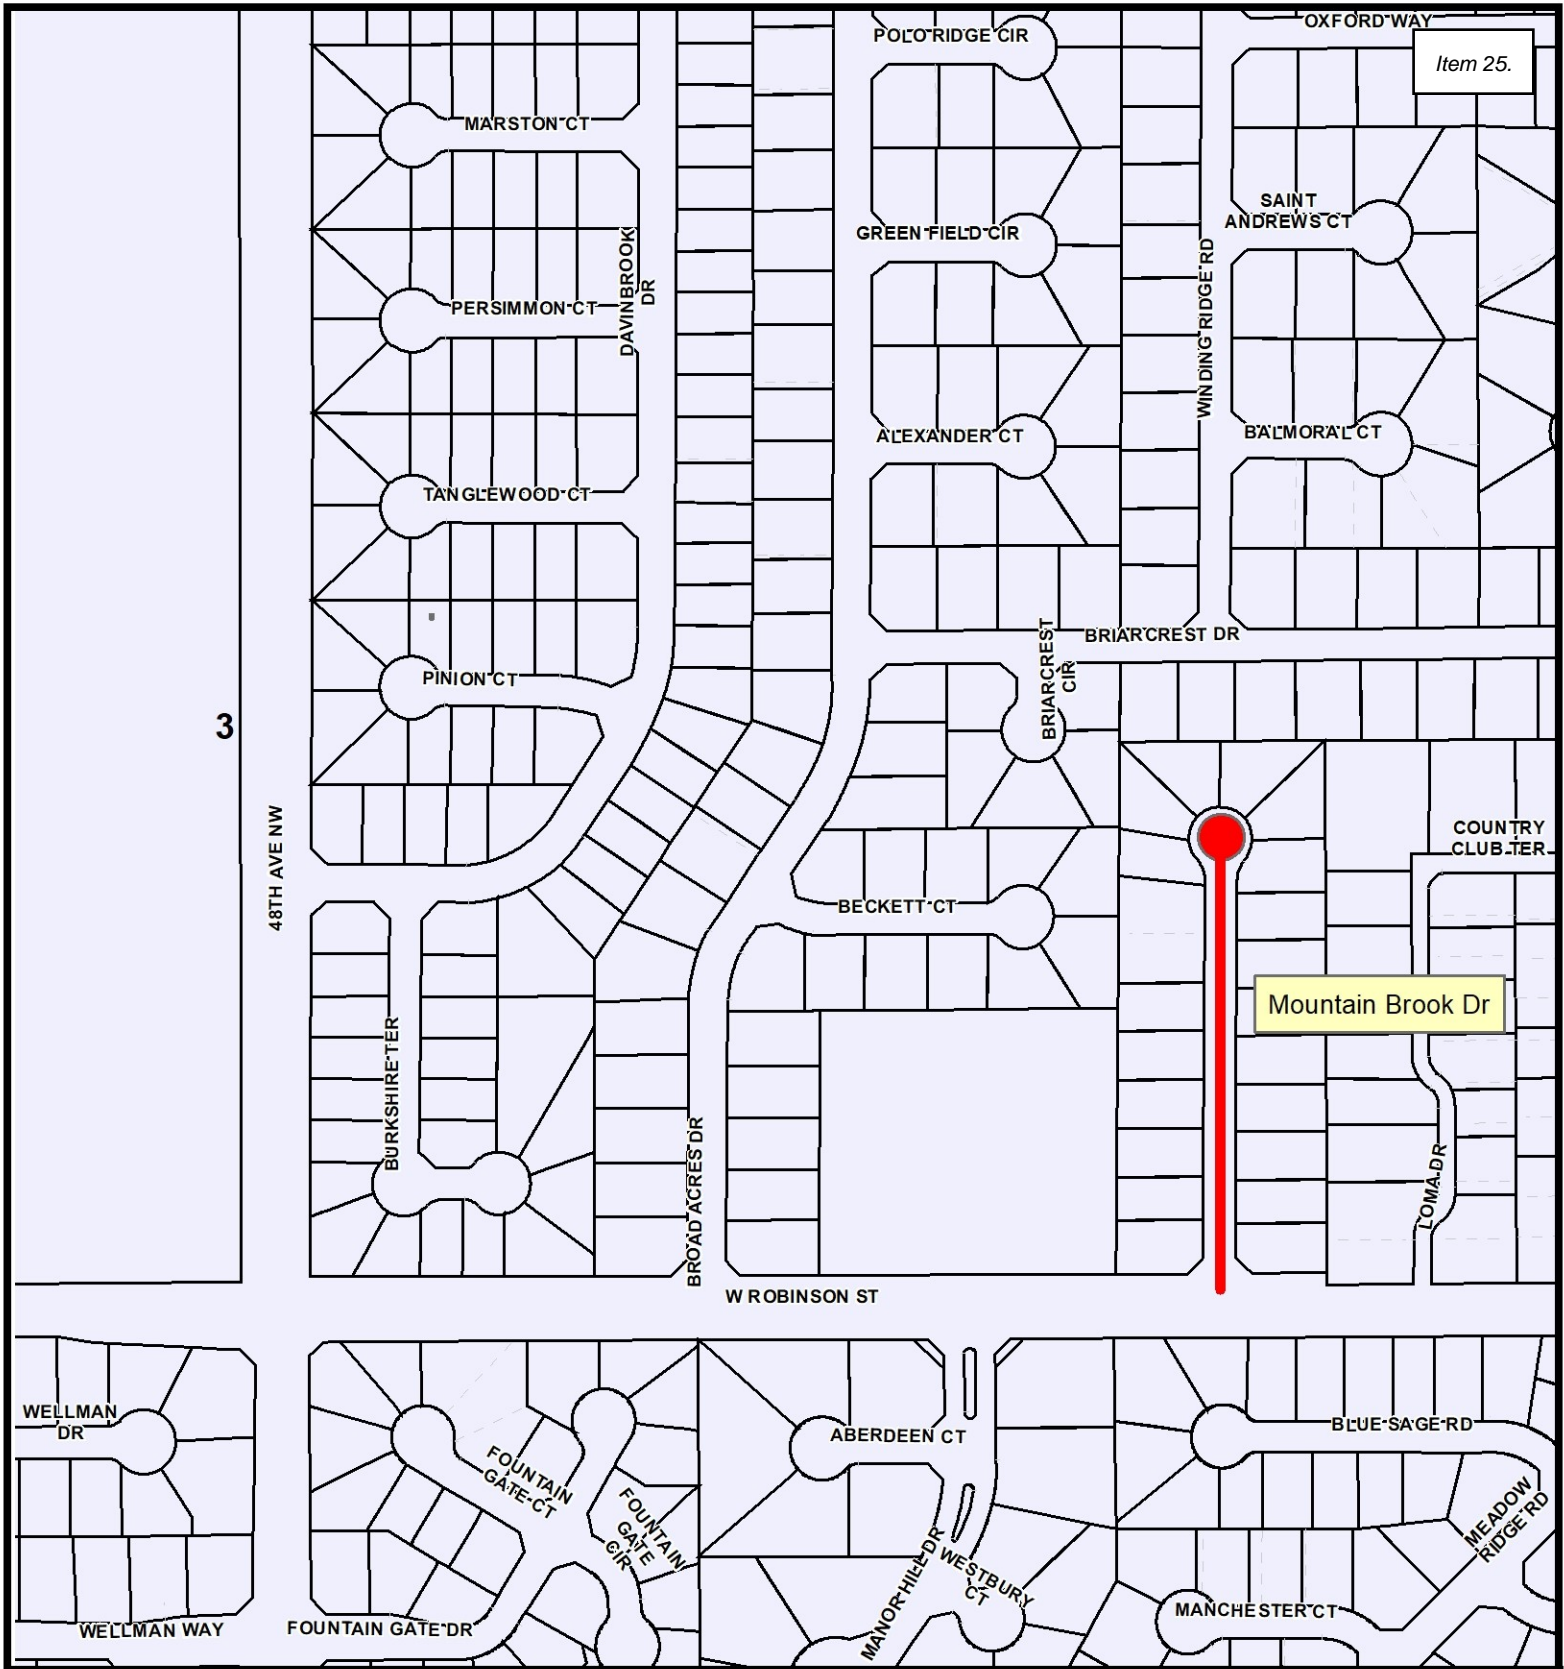 OXFORD WAY
POLO RIDGE CIR
Item 25.
MARSTON CT
SAINT
ANDREWS CT
GREEN FIELD CIR
DAVINBROOK
DR
WINDING RIDGE RD
PERSIMMON CT
ALEXANDER CT
BALMORAL CT
TANGLEWOOD CT
BRIARCREST DR
BRIARCREST
CIR
PINION CT
3
48TH AVE NW
COUNTRY
CLUB TER
BECKETT CT
Mountain Brook Dr
BURKSHIRE TER
BROAD ACRES DR
LOMA DR
W ROBINSON ST
WELLMAN
DR
ABERDEEN CT
BLUE SAGE RD
FOUNTAIN
GATE CT
FOUNTAIN
GATE
CIR
MEADOW
RIDGE RD
MANOR HILL DR
WESTBURY
CT
MANCHESTER CT
WELLMAN WAY
FOUNTAIN GATE DR